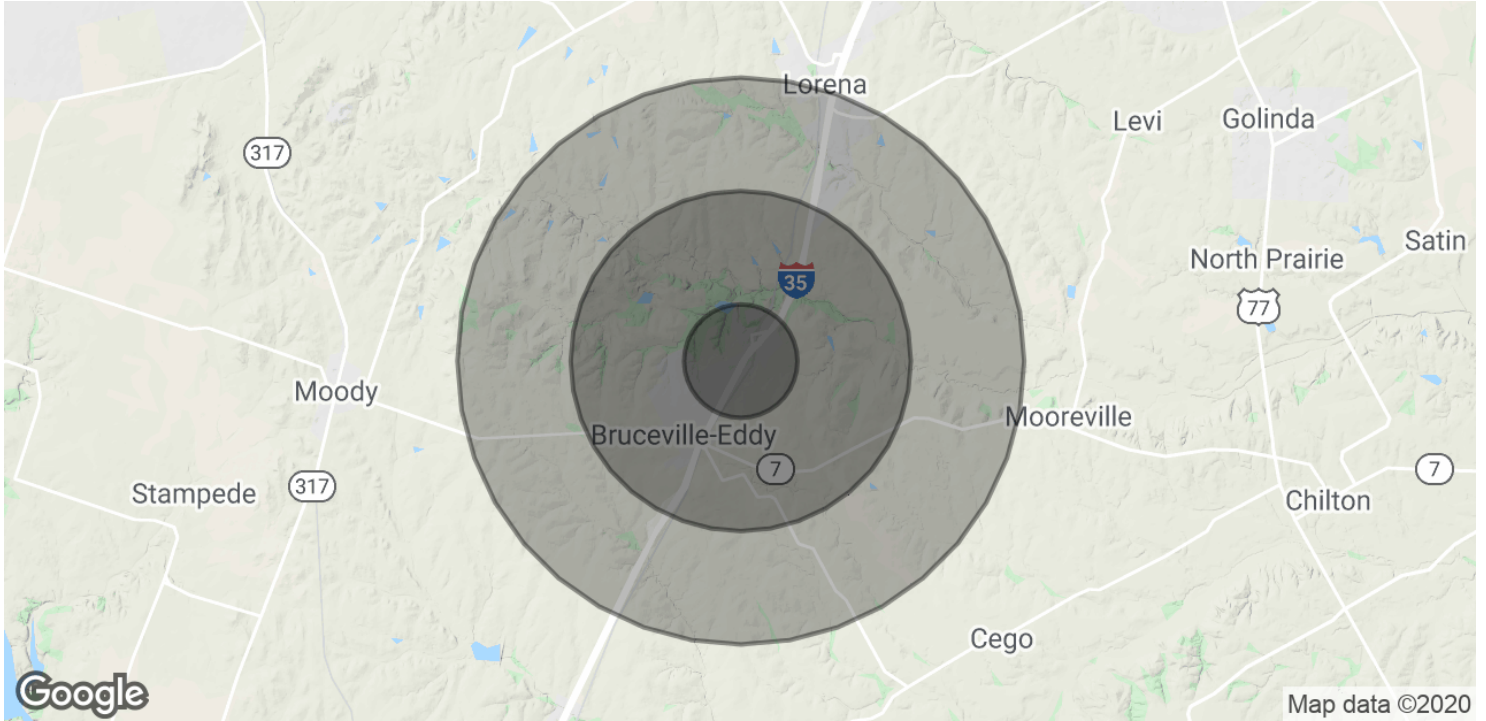 Lorena
Levi
Golinda
317
Satin
North Prairie
35
77
Moody
Mooreville
Bruceville-Eddy
7
7
Stampede
317
Chilton
Cego
Google
Map data ©2020